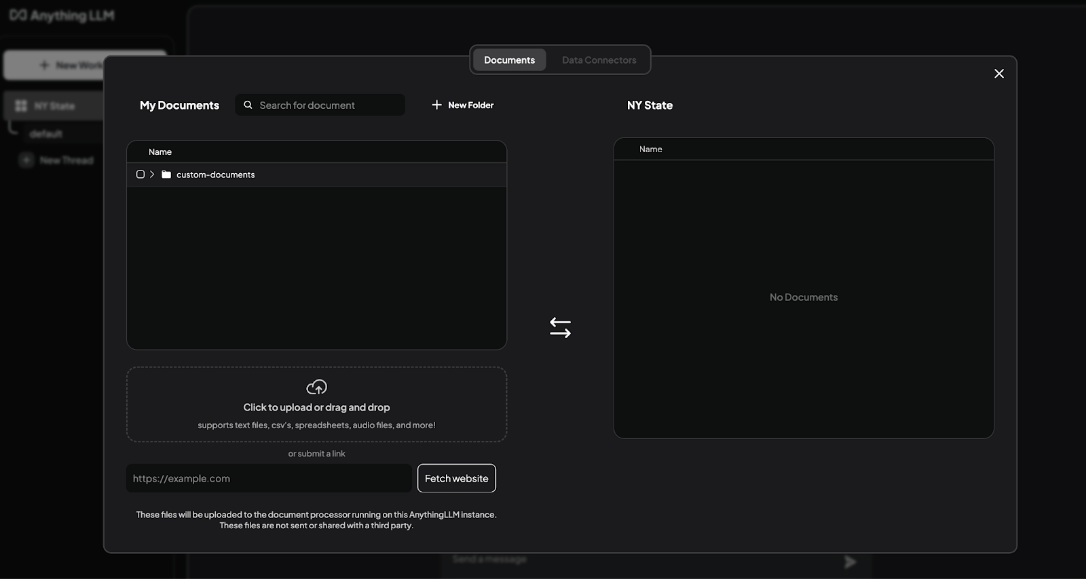 Anything LLM
New Work
NY State
default
New Thread
Documents
Data Connectors
My Documents
Search for document
New Folder
Name
custom-documents
Click to upload or drag and drop
supports text files, csv's, spreadsheets, audio files, and more!
or submit a link
https://example.com
Fetch website
These files will be uploaded to the document processor running on this AnythingLLM instance.
These files are not sent or shared with a third party.
NY State
Name
No Documents
Send a message